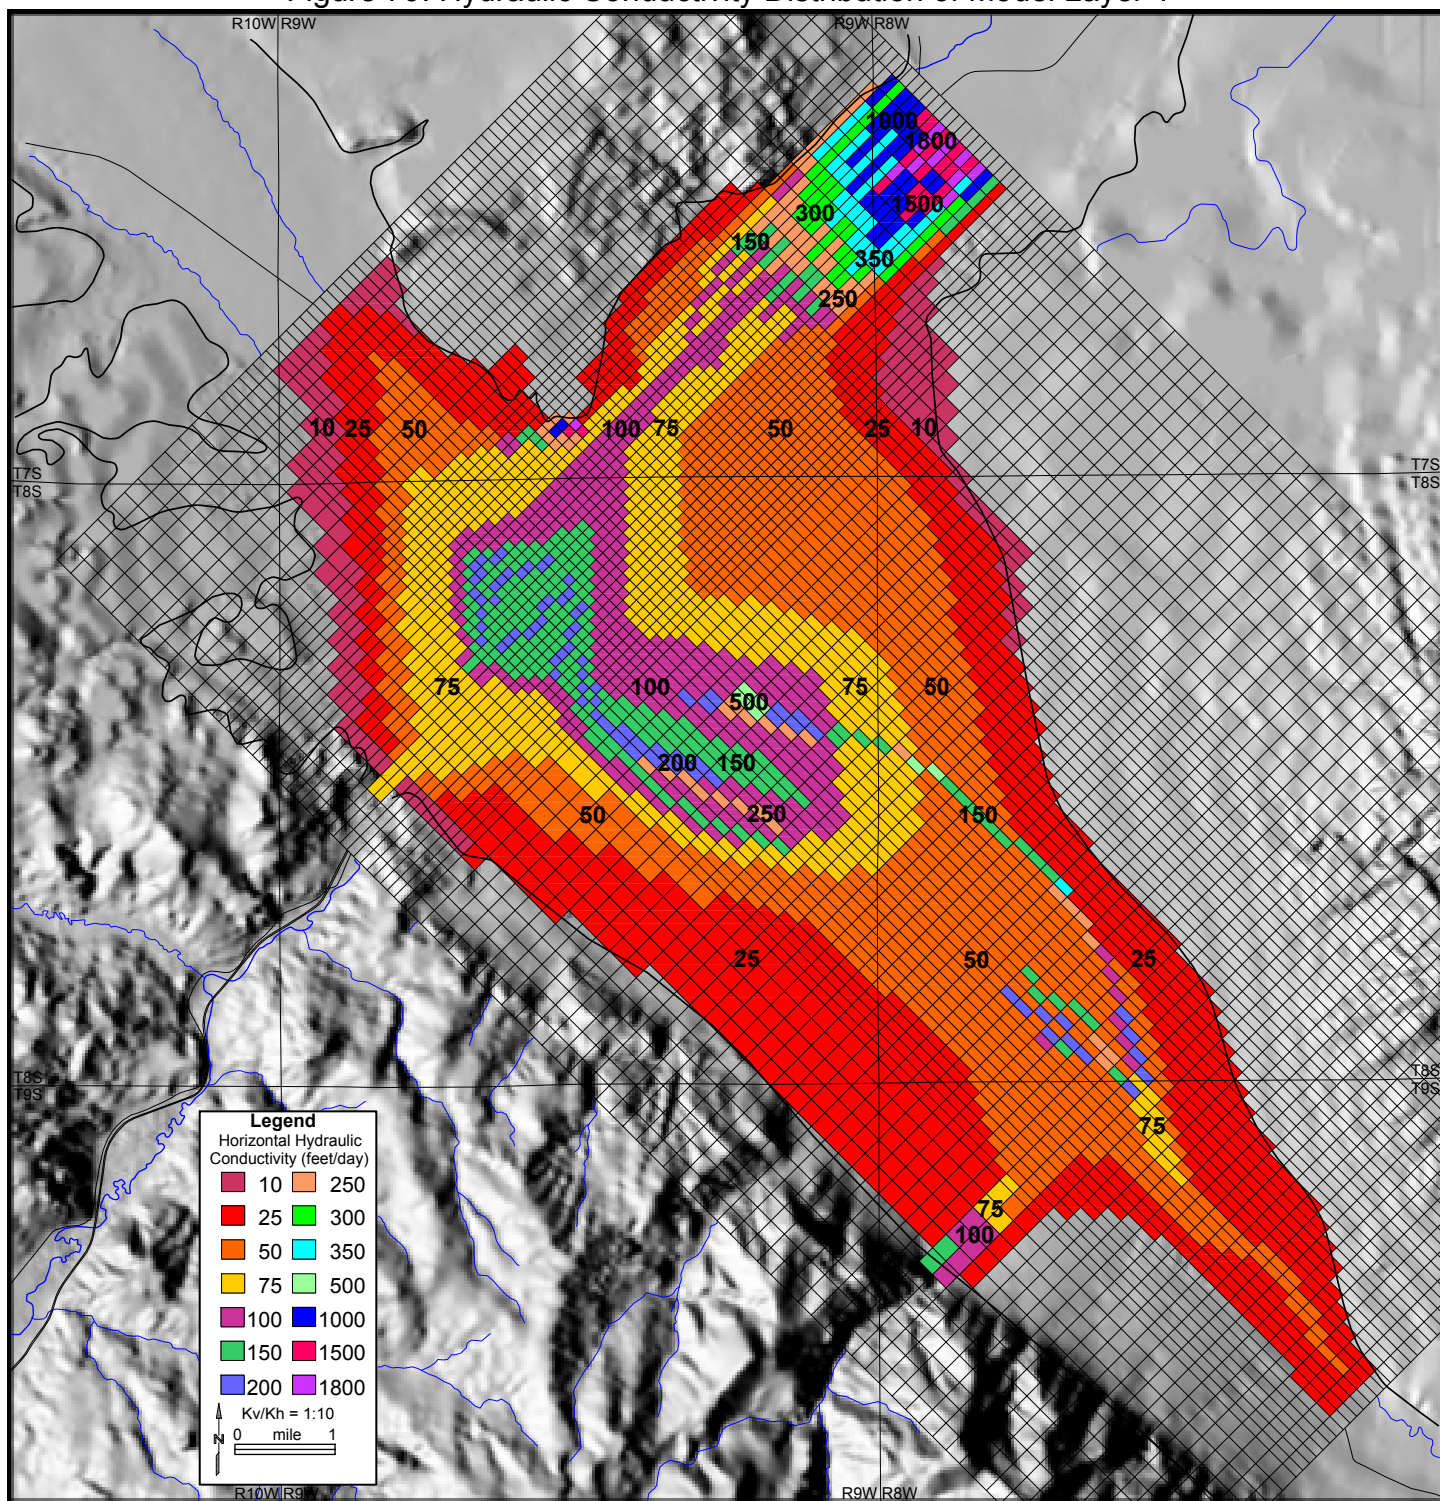 R10W R9W
R9W R8W
1000
1800
1500
300
150
350
250
10 25 50
100 75 50 25 10
T7S
T8S
T7S
T8S
75
100
500
75
50
200 150
50
250
150
25
50
25
T8S
T9S
T8S
T9S
75
75
100
Legend
Horizontal Hydraulic
Conductivity (feet/day)
10 250
25 300
50 350
75 500
100 1000
150 1500
200 1800
Kv/Kh = 1:10
0 mile 1
N
R10W R9W
R9W R8W